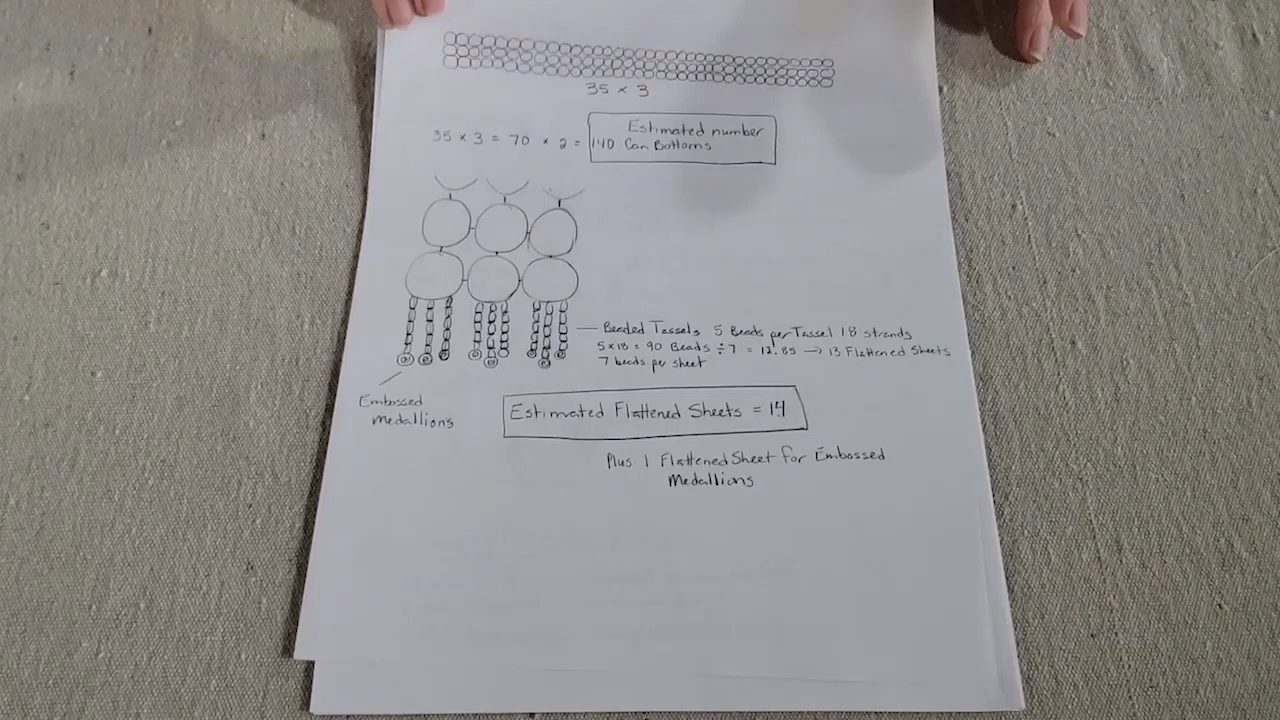 35 x 3
35 x 3 = 70 x 2 = 140 Can Bottoms
Estimated number
Beaded Tassels 5 Beads per Tassel 18 strands
5x18 = 90 Beads ÷ 7 = 12.85 → 13 Flattened Sheets
7 beads per sheet
Embossed
Medallions
Estimated Flattened Sheets = 14
Plus 1 Flattened Sheet for Embossed
Medallions